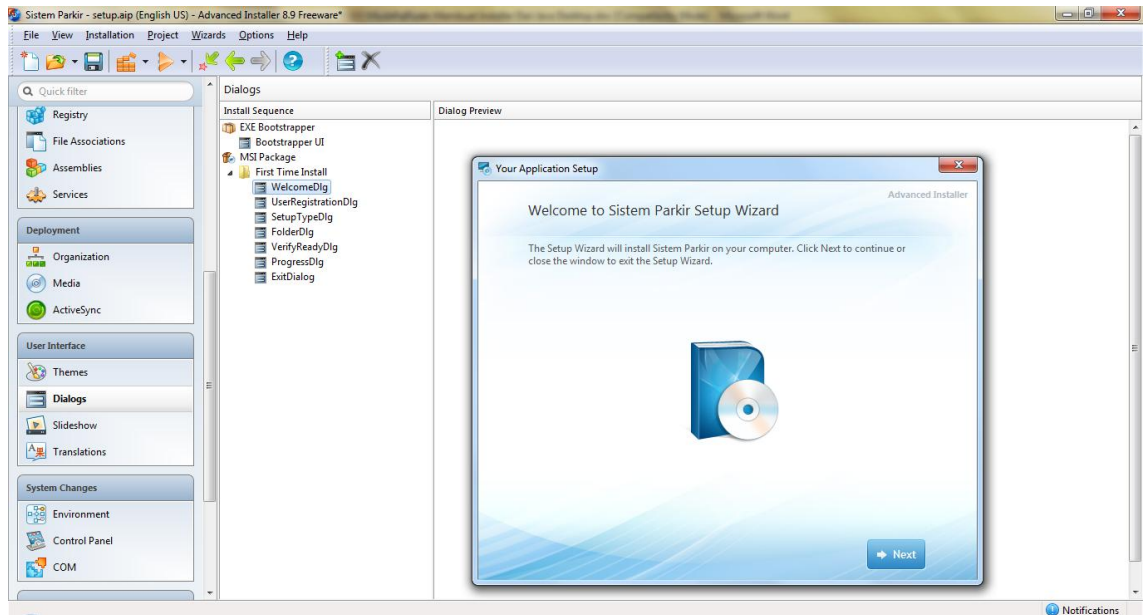 Sistem Parkir - setup.aip (English US) - Advanced Installer 8.9 Freeware*
File View Installation Project Wizards Options Help
Quick filter
Registry
File Associations
Assemblies
Services
Deployment
Organization
Media
ActiveSync
User Interface
Themes
Dialogs
Slideshow
Translations
System Changes
Environment
Control Panel
COM
Dialogs
Install Sequence
EXE Bootstrapper
Bootstrapper UI
MSI Package
First Time Install
WelcomeDlg
UserRegistrationDlg
SetupTypeDlg
FolderDlg
VerifyReadyDlg
ProgressDlg
ExitDialog
Dialog Preview
Your Application Setup
Advanced Installer
Welcome to Sistem Parkir Setup Wizard
The Setup Wizard will install Sistem Parkir on your computer. Click Next to continue or
close the window to exit the Setup Wizard.
Next
Notifications